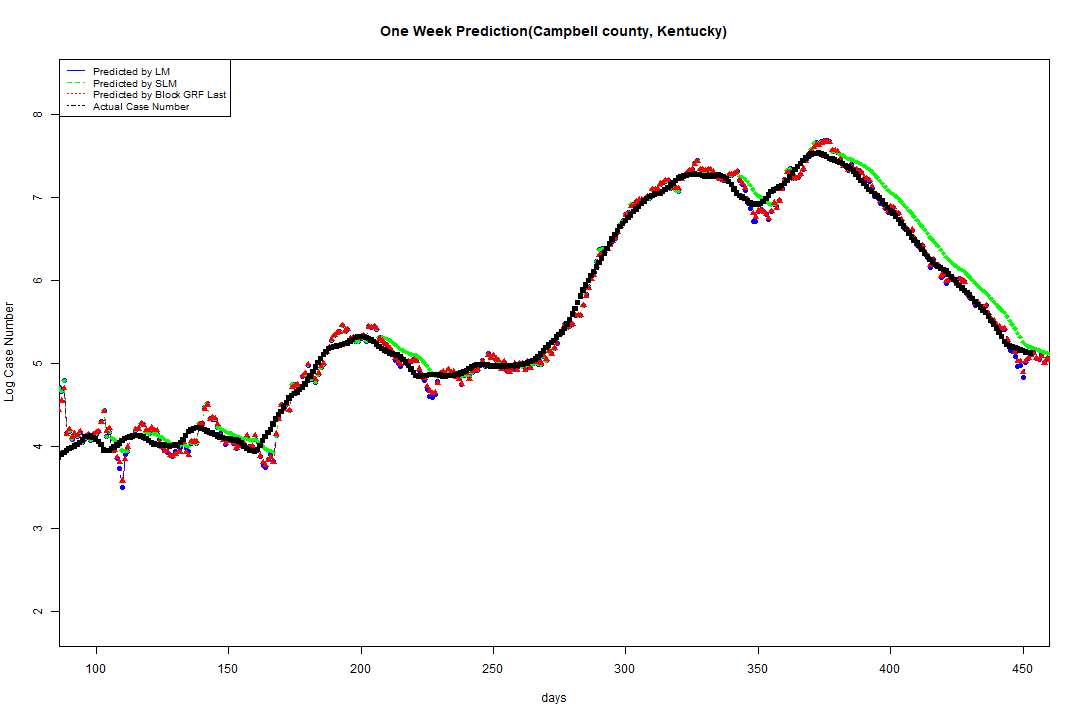 One Week Prediction(Campbell county, Kentucky)
Predicted by LM
Predicted by SLM
Predicted by Block GRF Last
Actual Case Number
Log Case Number
8
7
6
5
4
3
2
100 150 200 250 300 350 400 450
days